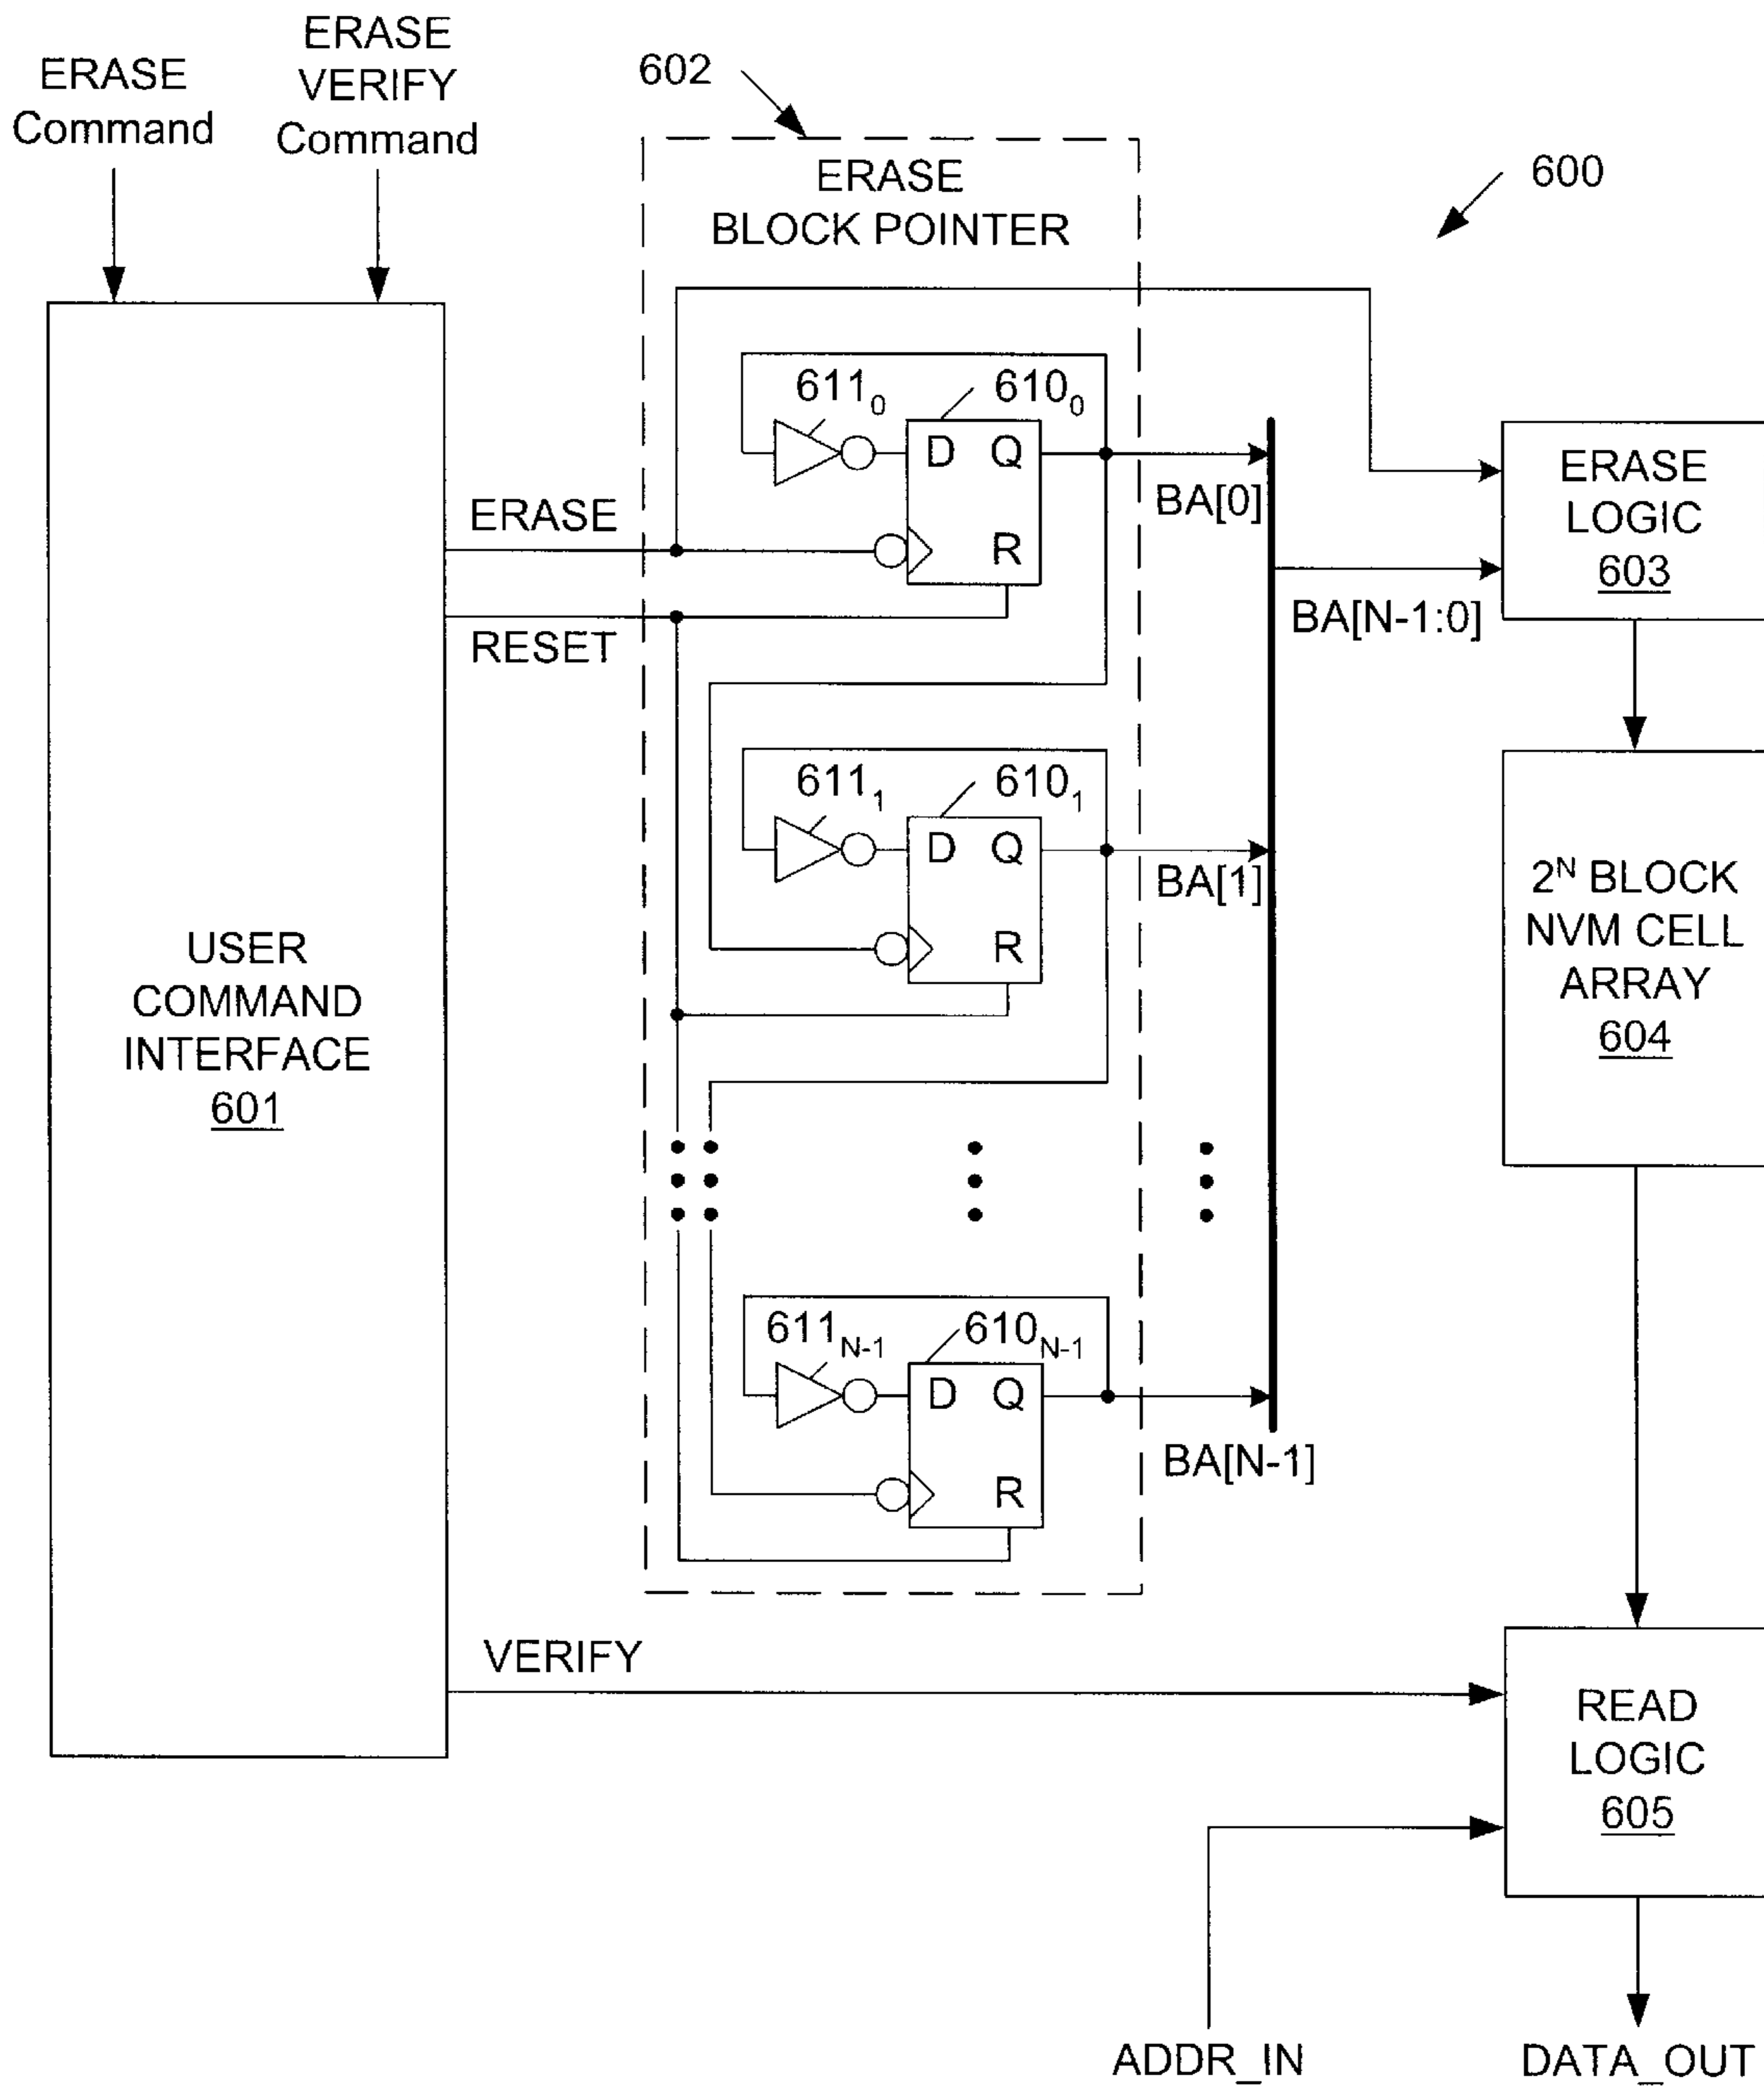 ERASE
Command
ERASE
VERIFY
Command
602
600
ERASE
BLOCK POINTER
611₀
610₀
D Q
R
BA[0]
ERASE
RESET
ERASE
LOGIC
603
BA[N-1:0]
611₁
610₁
D Q
R
BA[1]
USER
COMMAND
INTERFACE
601
2ᴺ BLOCK
NVM CELL
ARRAY
604
611N-1
610N-1
D Q
R
BA[N-1]
VERIFY
READ
LOGIC
605
ADDR_IN
DATA_OUT